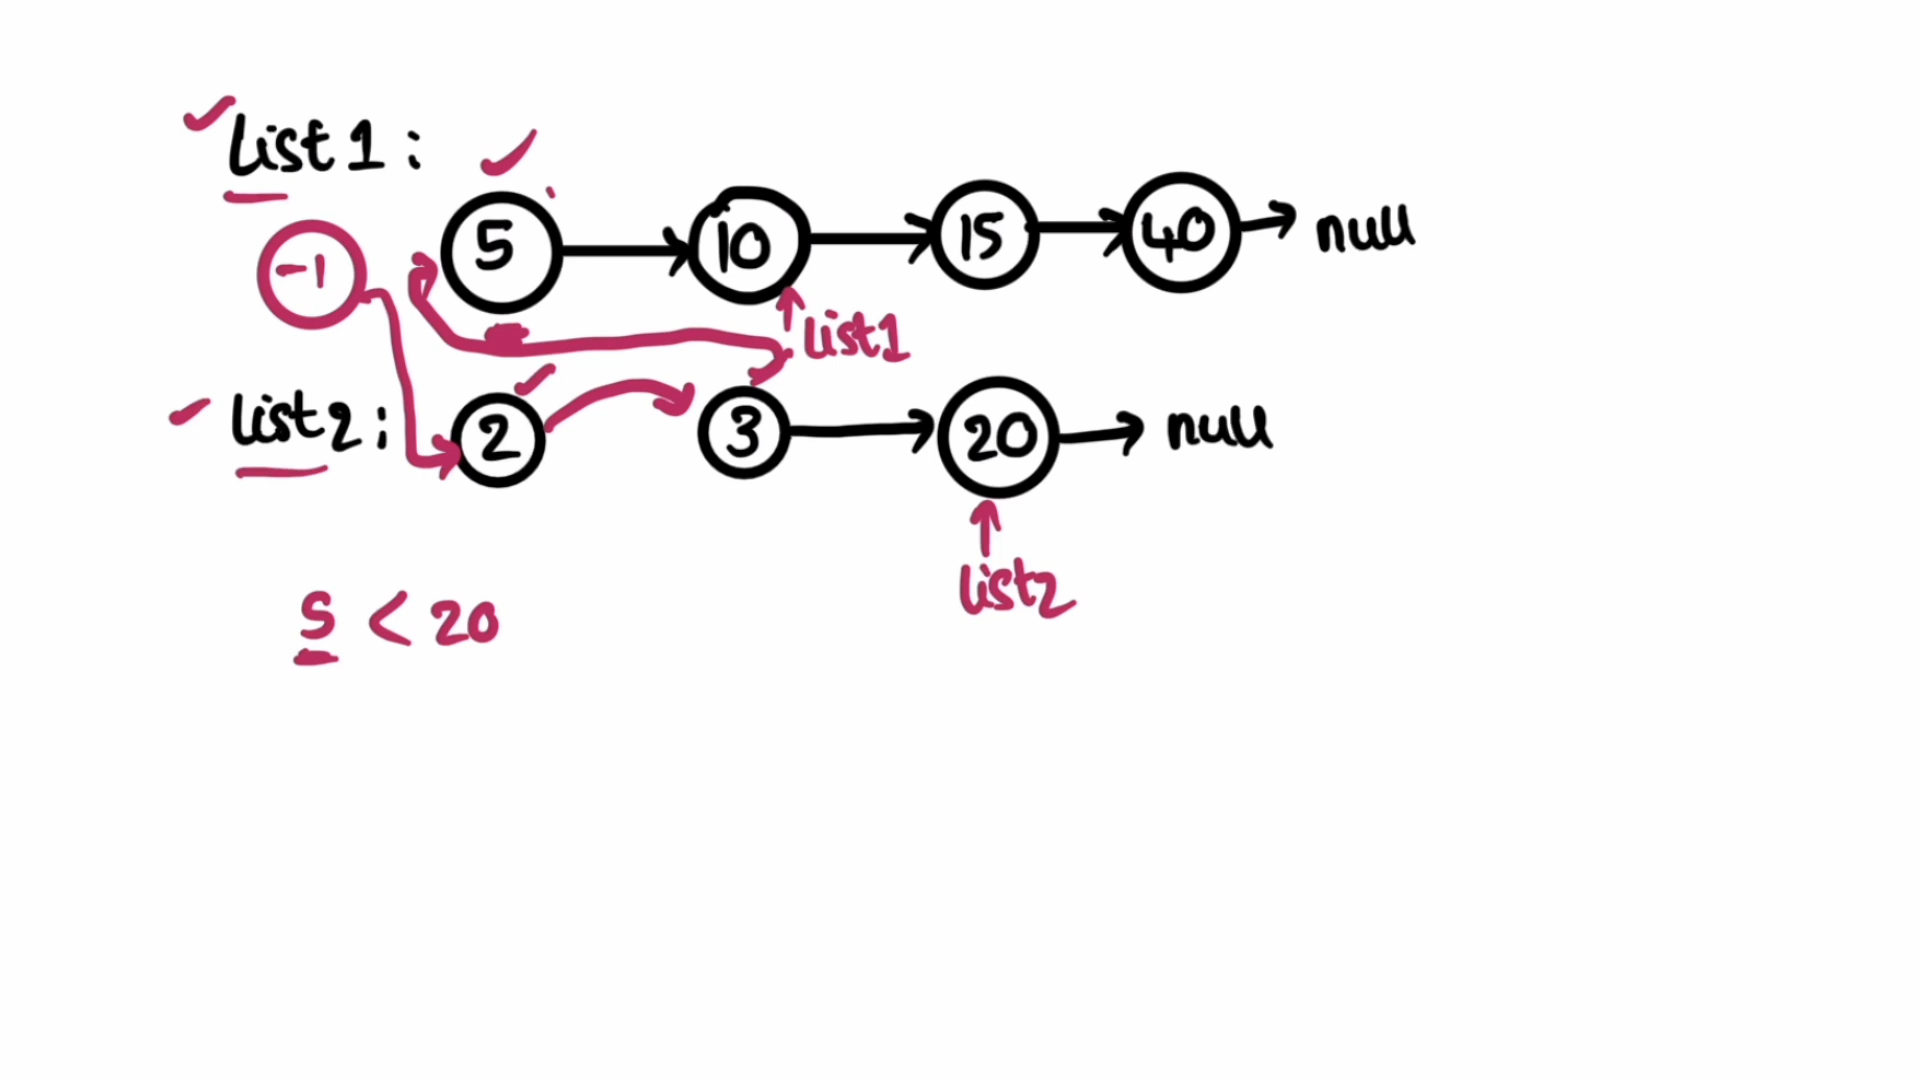 List 1 :
5 10 15 40 null
-1
list1
list2 :
2 3 20 null
list2
5 < 20